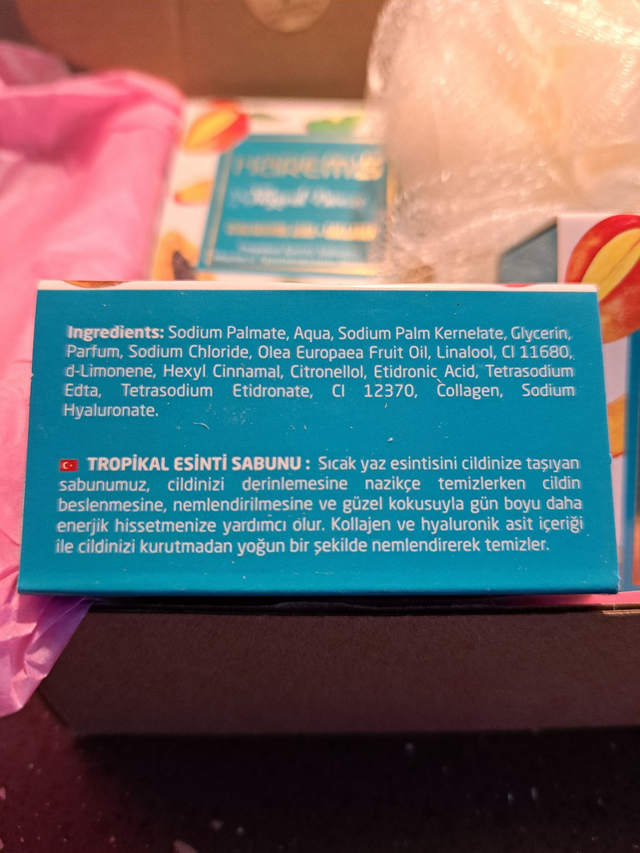 HAREM'S
Ingredients: Sodium Palmate, Aqua, Sodium Palm Kernelate, Glycerin,
Parfum, Sodium Chloride, Olea Europaea Fruit Oil, Linalool, CI 11680,
d-Limonene, Hexyl Cinnamal, Citronellol, Etidronic Acid, Tetrasodium
Edta, Tetrasodium Etidronate, CI 12370, Collagen, Sodium
Hyaluronate.
TROPİKAL ESİNTİ SABUNU : Sıcak yaz esintisini cildinize taşıyan
sabunumuz, cildinizi derinlemesine nazikçe temizlerken cildin
beslenmesine, nemlendirilmesine ve güzel kokusuyla gün boyu daha
enerjik hissetmenize yardımcı olur. Kollajen ve hyaluronik asit içeriği
ile cildinizi kurutmadan yoğun bir şekilde nemlendirerek temizler.